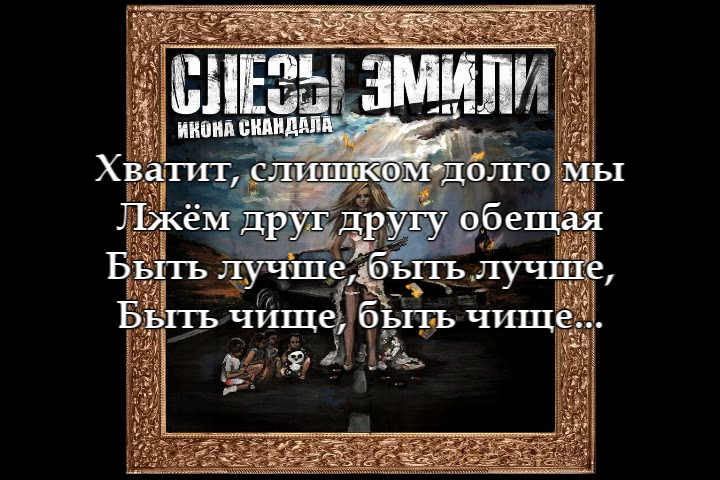 СЛЕЗЫ ЭМИЛИ
ИКОНА СКАНДАЛА
Хватит, слишком долго мы
Лжём друг другу обещая
Быть лучше, быть лучше,
Быть чище, быть чище...